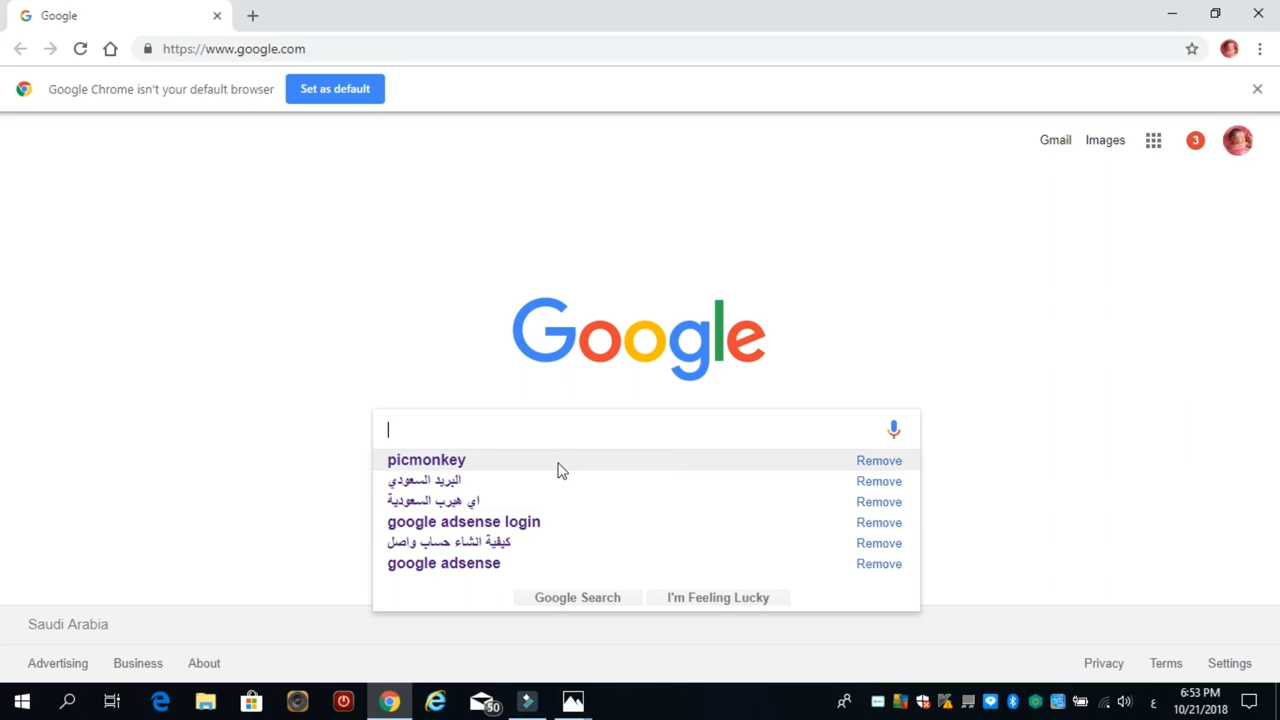 Google
https://www.google.com
Google Chrome isn't your default browser
Set as default
Gmail
Images
3
Google
picmonkey
Remove
البريد السعودي
Remove
اي هيرب السعودية
Remove
google adsense login
Remove
كيفية انشاء حساب واصل
Remove
google adsense
Remove
Google Search
I'm Feeling Lucky
Saudi Arabia
Advertising
Business
About
Privacy
Terms
Settings
50
ع
6:53 PM
10/21/2018